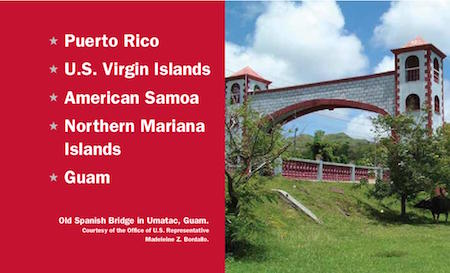 Puerto Rico
U.S. Virgin Islands
American Samoa
Northern Mariana
Islands
Guam
Old Spanish Bridge in Umatac, Guam.
Courtesy of the Office of U.S. Representative
Madeleine Z. Bordallo.